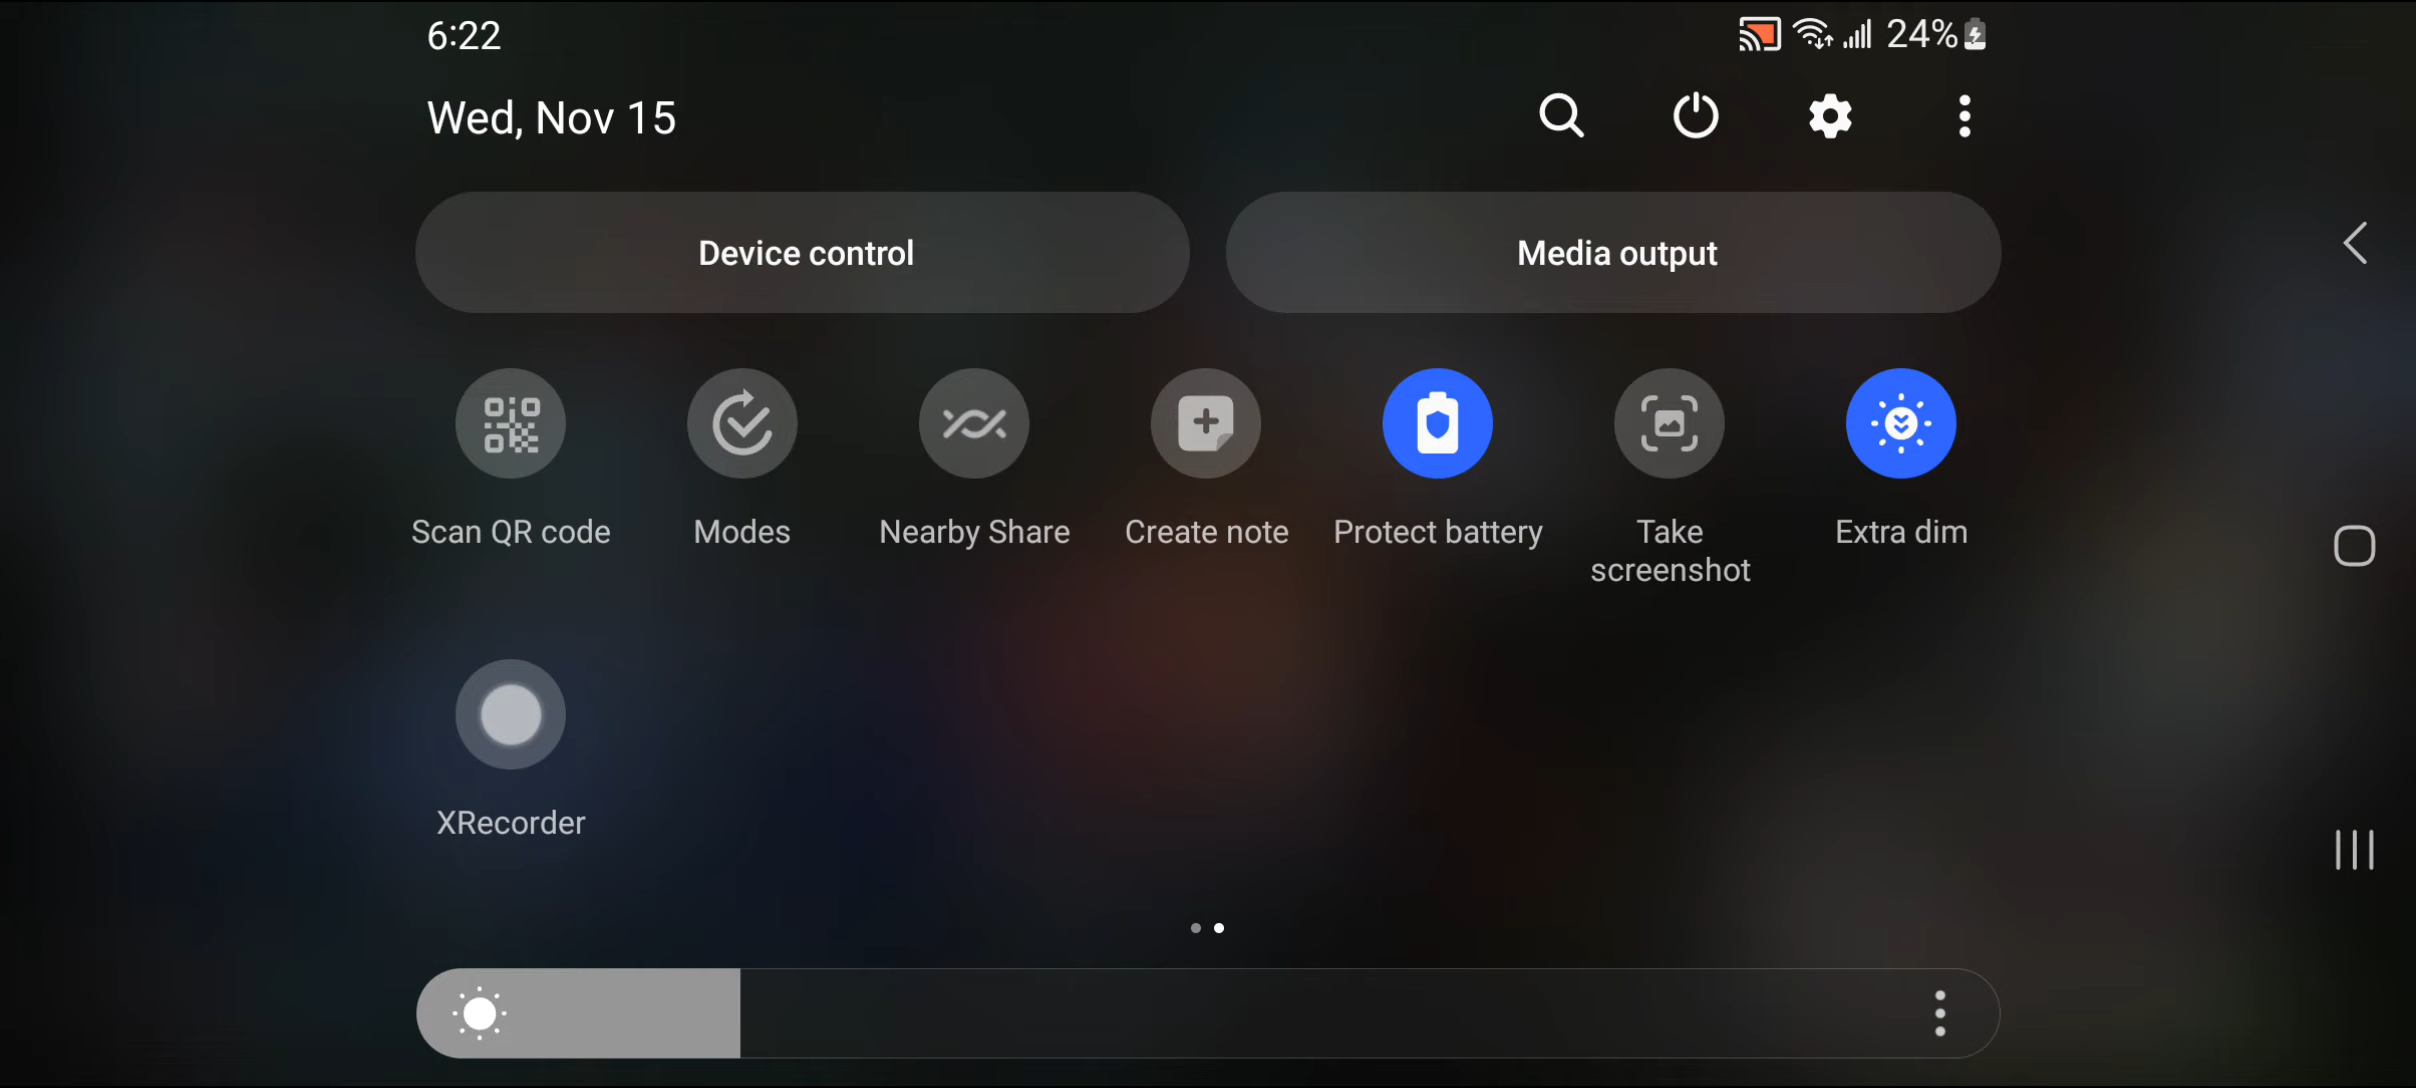 6:22
24%
Wed, Nov 15
Device control
Media output
Scan QR code
Modes
Nearby Share
Create note
Protect battery
Take
screenshot
Extra dim
XRecorder